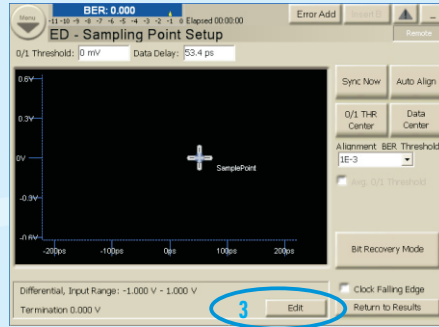 Menu
BER: 0.000
-11 -10 -9 -8 -7 -6 -5 -4 -3 -2 -1 0 Elapsed 00:00:00
Error Add
Insert B
Remote
ED - Sampling Point Setup
0/1 Threshold: 0 mV
Data Delay: 53.4 ps
Sync Now
Auto Align
0/1 THR Center
Data Center
Alignment BER Threshold
1E-3
Avg. 0/1 Threshold
Bit Recovery Mode
0.6V
0.3V
0V
-0.3V
-0.6V
SamplePoint
-200ps
-100ps
0ps
100ps
200ps
Differential, Input Range: -1.000 V - 1.000 V
Termination 0.000 V
3
Edit
Clock Falling Edge
Return to Results